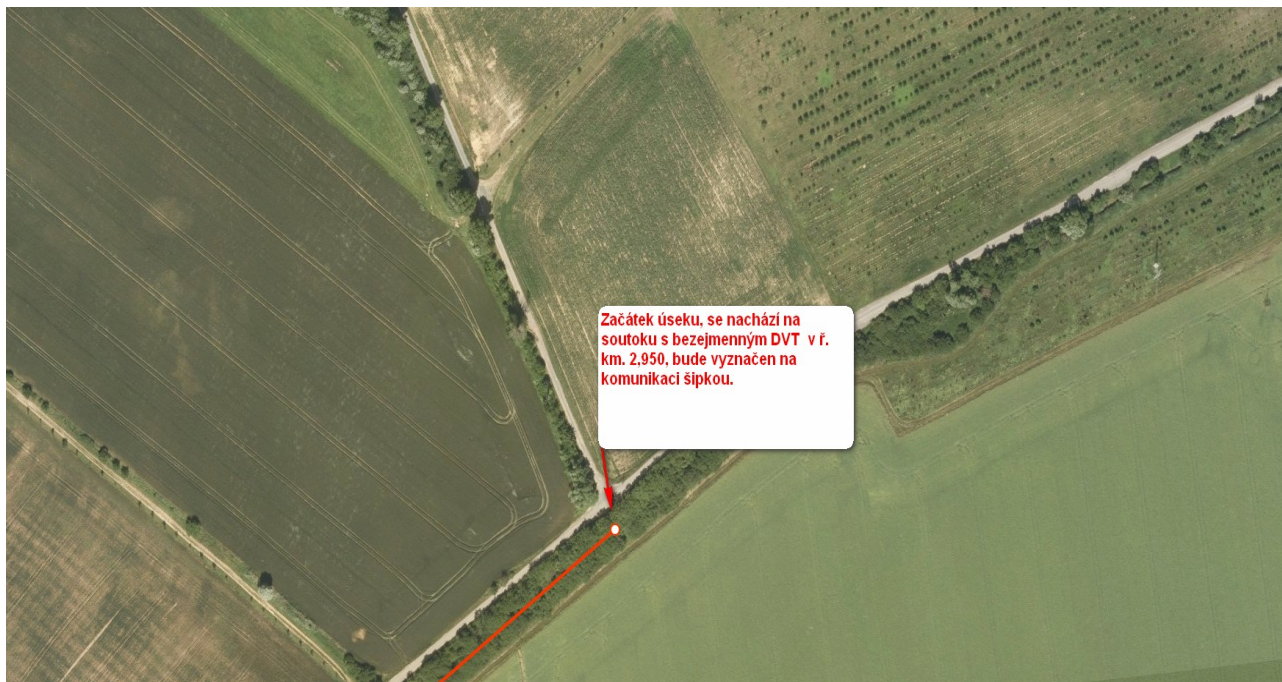 Začátek úseku, se nachází na
soutoku s bezejmenným DVT v ř.
km. 2,950, bude vyznačen na
komunikaci šipkou.